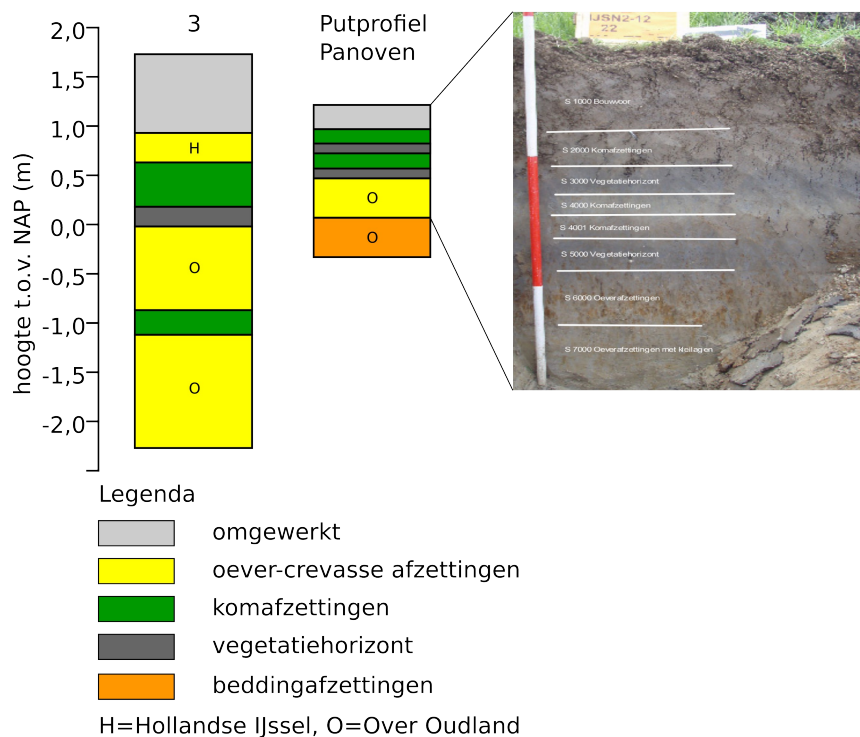 3
Putprofiel
Panoven
hoogte t.o.v. NAP (m)
2,0
1,5
1,0
0,5
0,0
-0,5
-1,0
-1,5
-2,0
H
O
O
O
O
IJSN2-12
22
S 1000 Bouwvoor
S 2000 Komafzettingen
S 3000 Vegetatiehorizont
S 4000 Komafzettingen
S 4001 Komafzettingen
S 5000 Vegetatiehorizont
S 6000 Oeverafzettingen
S 7000 Oeverafzettingen met kleilagen
Legenda
omgewerkt
oever-crevasse afzettingen
komafzettingen
vegetatiehorizont
beddingafzettingen
H=Hollandse IJssel, O=Over Oudland